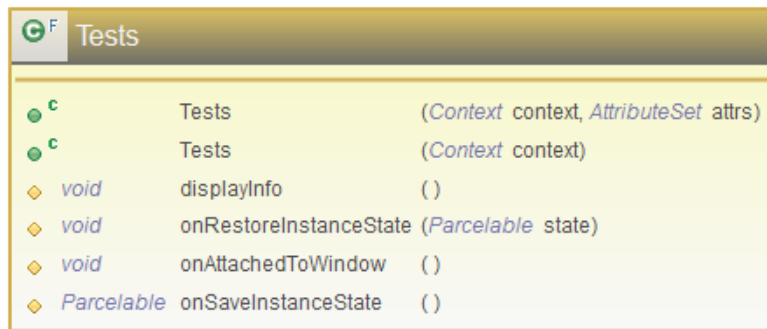 C F Tests
C Tests (Context context, AttributeSet attrs)
C Tests (Context context)
void displayInfo ( )
void onRestoreInstanceState (Parcelable state)
void onAttachedToWindow ( )
Parcelable onSaveInstanceState ( )